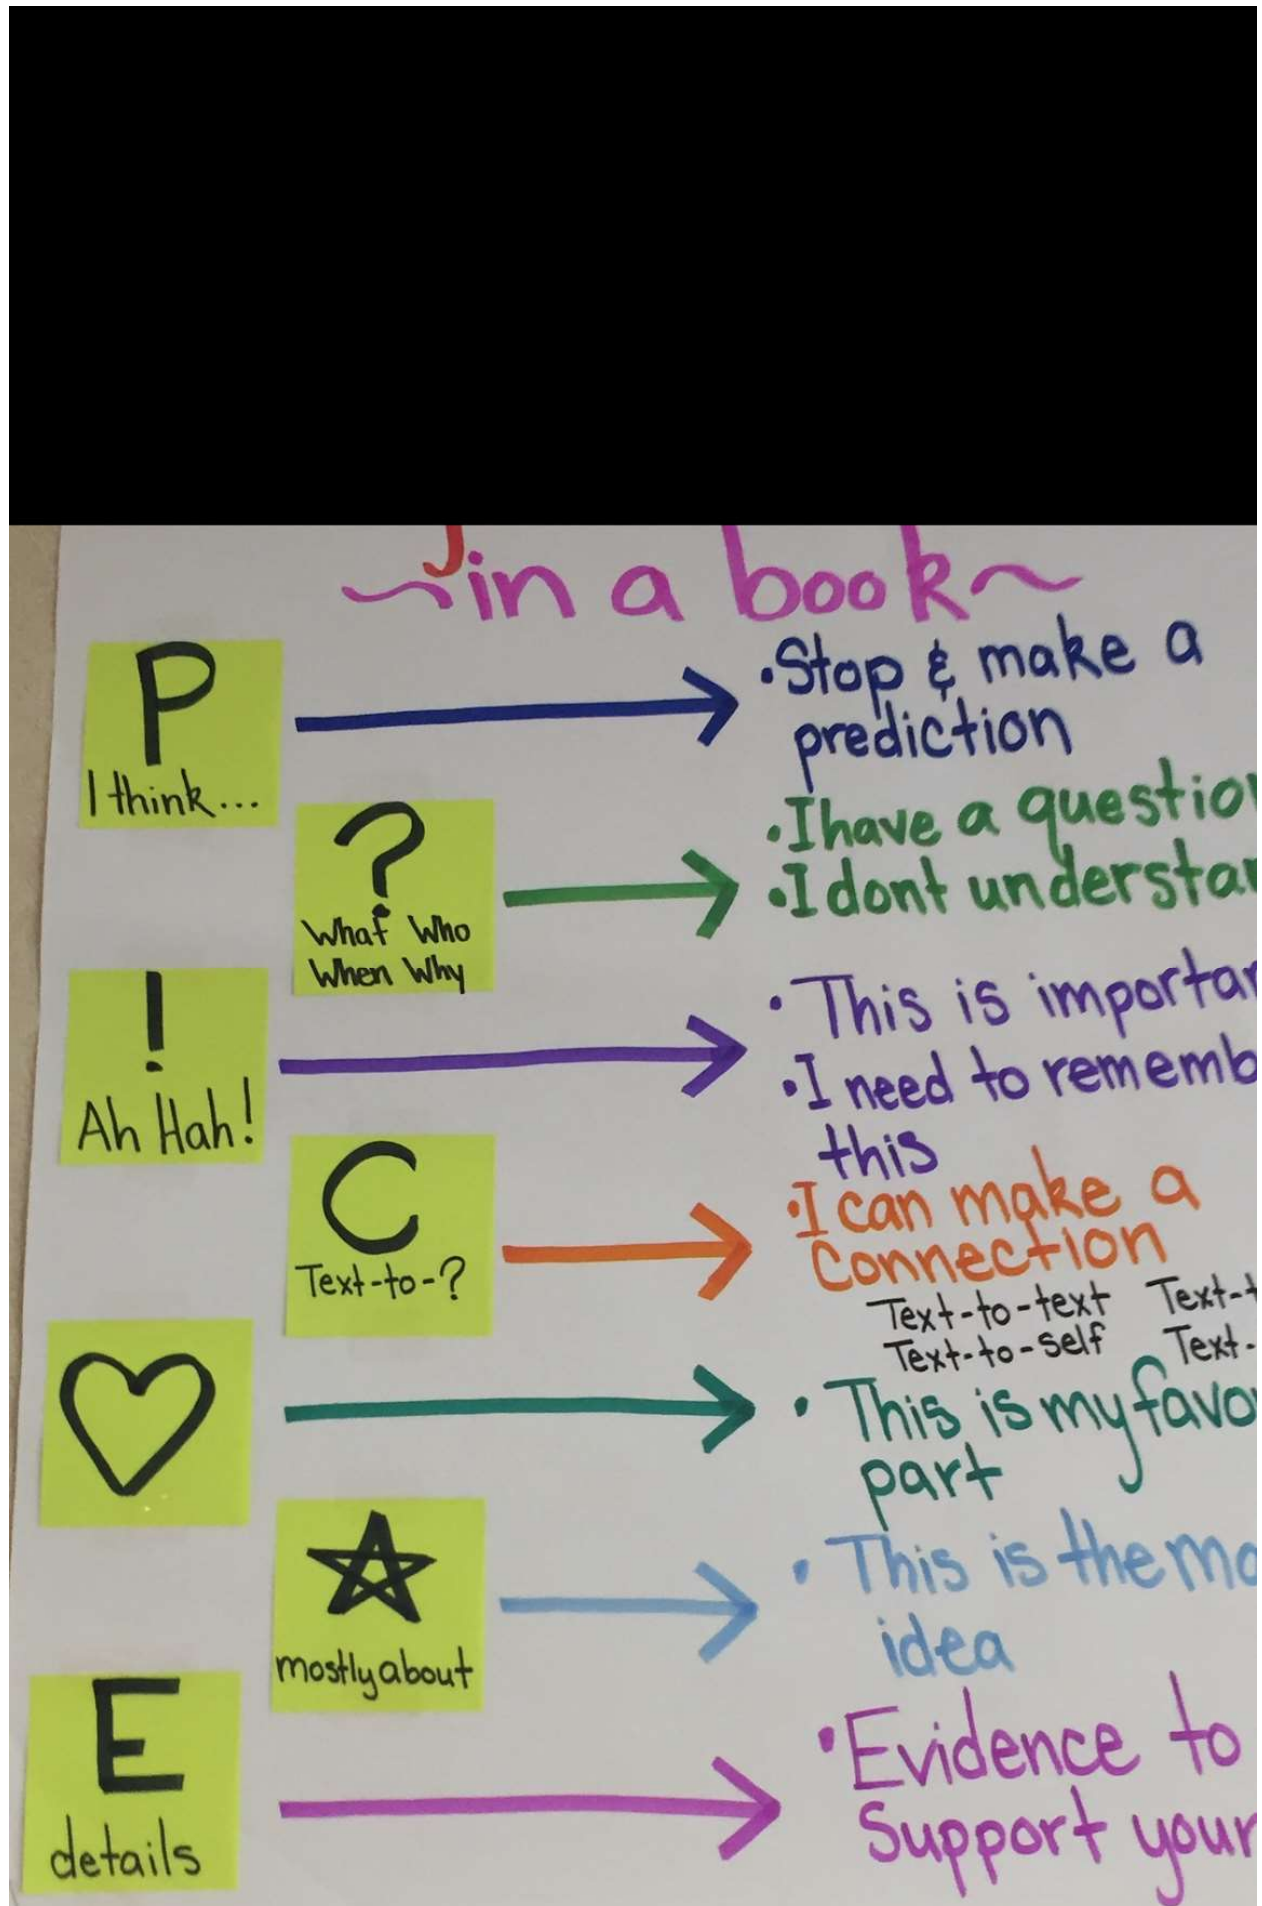 ~in a book~
P
I think...
•Stop & make a
prediction
?
What Who
When Why
•I have a
•I dont
!
Ah Hah!
•This is
•I need to
this
C
Text-to-?
•I can make a
Connection
Text-to-text
Text-to-self
•This is my
part
mostly about
•This is the
idea
E
details
•Evidence to
Support your